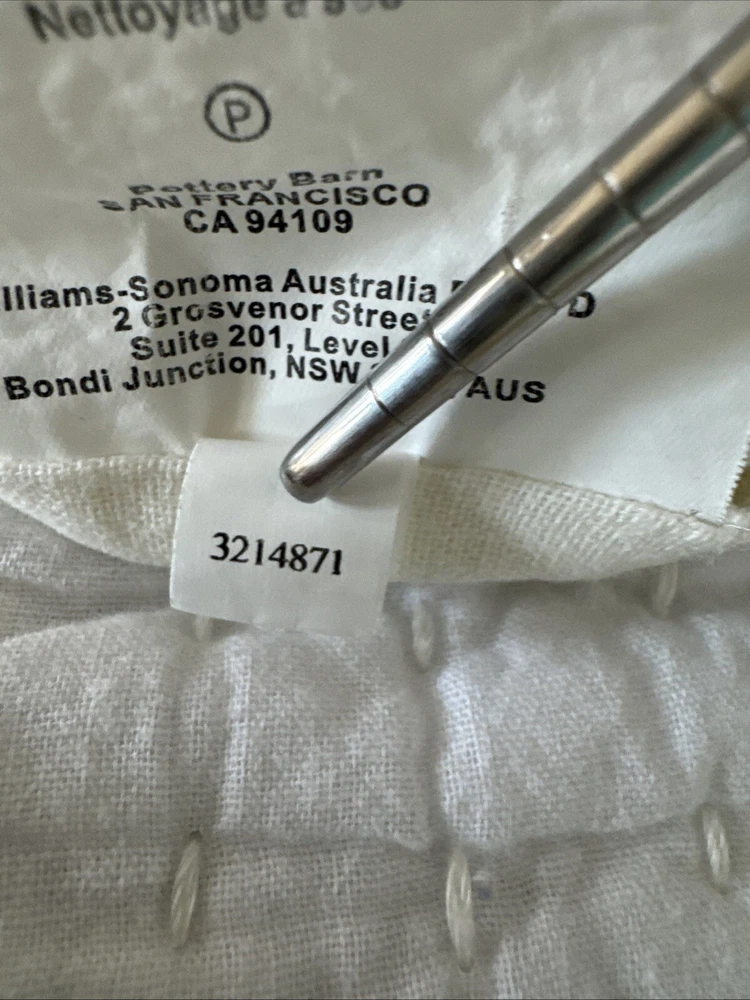 Nettoyage à sec
P
Pottery Barn
SAN FRANCISCO
CA 94109
lliams-Sonoma Australia
D
2 Grosvenor Stree
Suite 201, Level
Bondi Junction, NSW
AUS
3214871